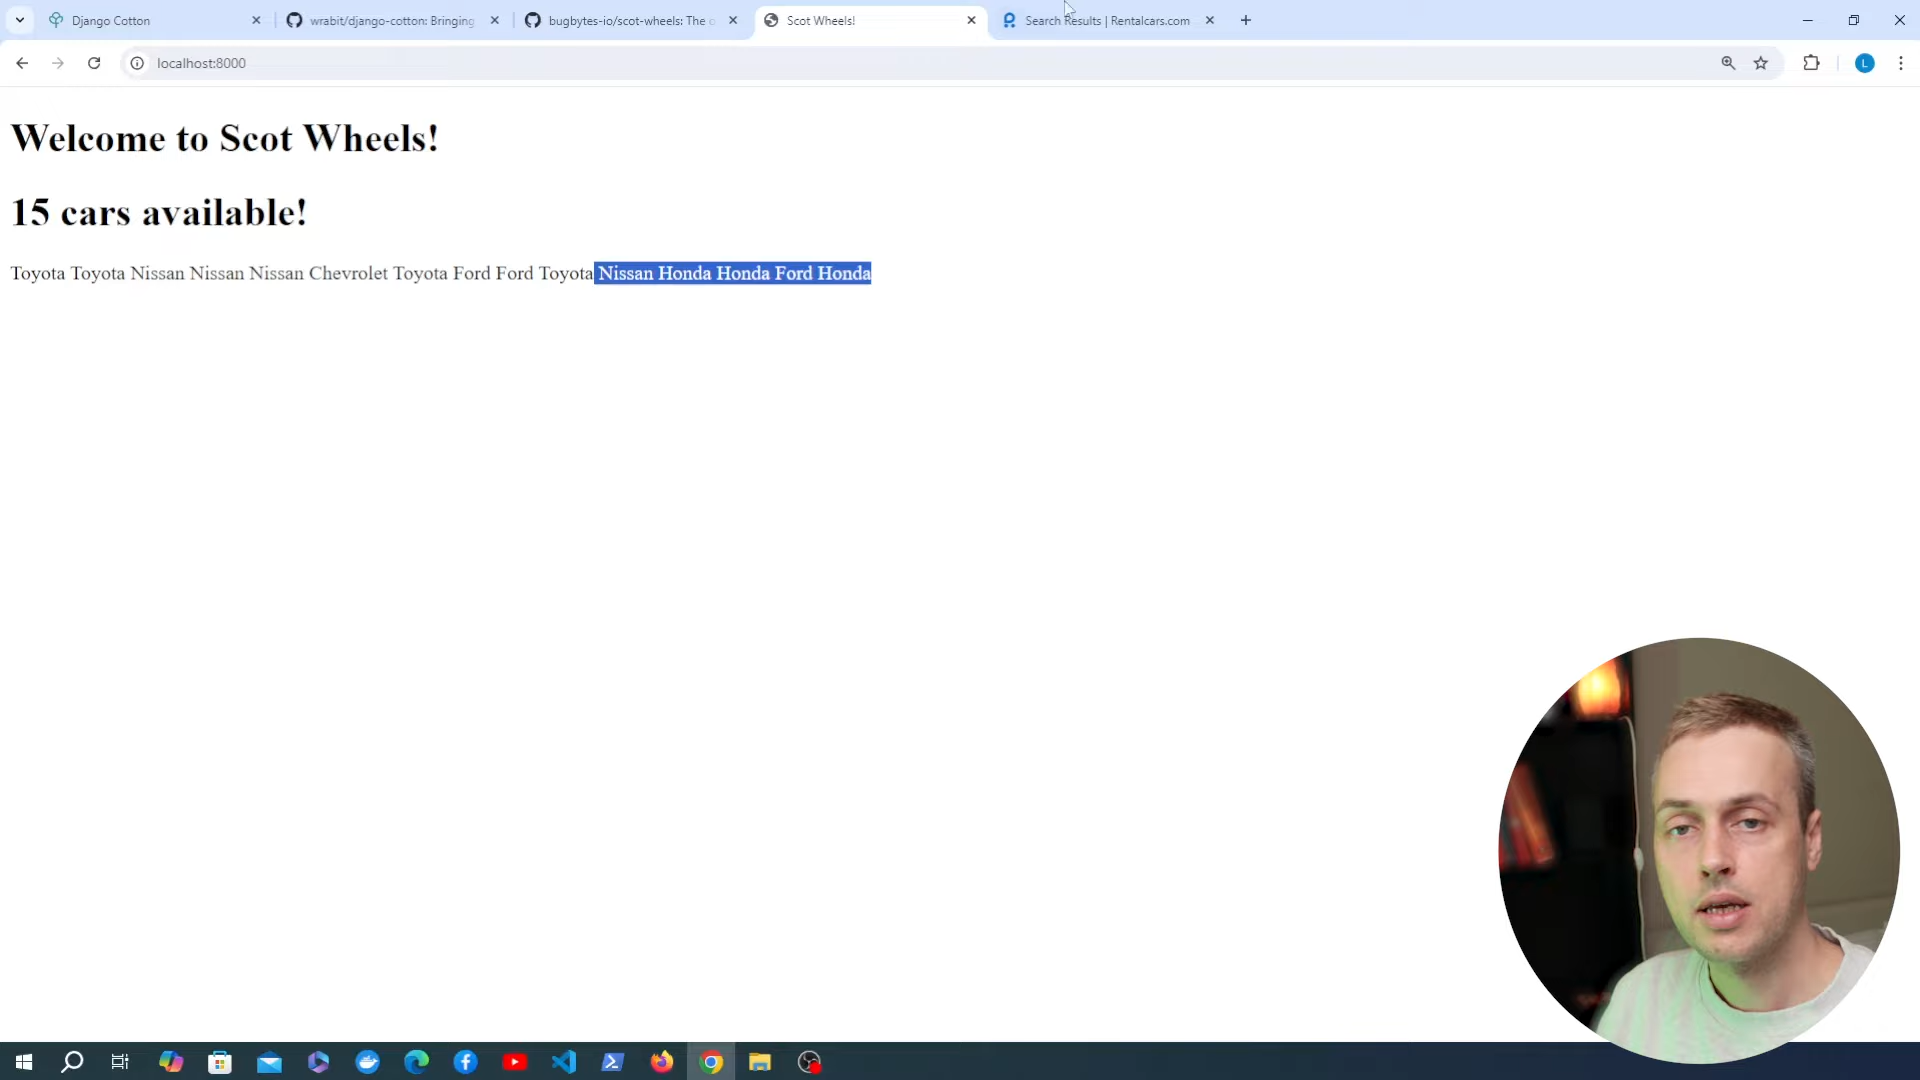 Django Cotton
wrabit/django-cotton: Bringing
bugbytes-io/scot-wheels: The o
Scot Wheels!
Search Results | Rentalcars.com
localhost:8000
L
Welcome to Scot Wheels!
15 cars available!
Toyota Toyota Nissan Nissan Nissan Chevrolet Toyota Ford Ford Toyota Nissan Honda Honda Ford Honda